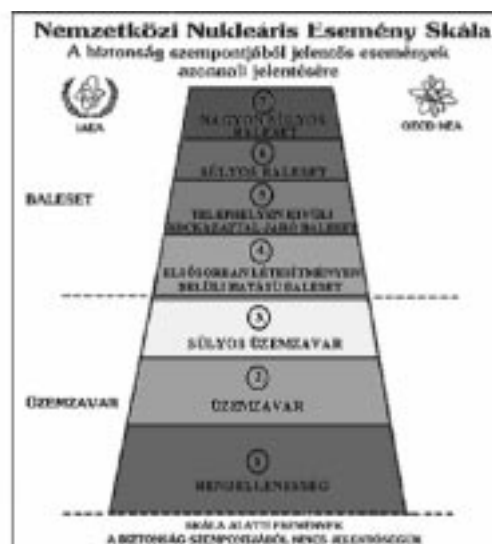 Nemzetközi Nukleáris Esemény Skála
A biztonság szempontjából jelentős események
azonnali jelentésére
IAEA
OECD-NEA
7
NAGYON SÚLYOS
BALESET
6
SÚLYOS BALESET
BALESET
5
TELEPHELYEN KÍVÜLI
KOCKÁZATTAL JÁRÓ BALESET
4
ELSŐSORBAN LÉTESÍTMÉNYEN
BELÜLI HATÁSÚ BALESET
3
SÚLYOS ÜZEMZAVAR
2
ÜZEMZAVAR
ÜZEMZAVAR
1
RENDELLENESSÉG
SKÁLA ALATTI ESEMÉNYEK
A BIZTONSÁG SZEMPONTJÁBÓL NINCS JELENTŐSÉGÜK